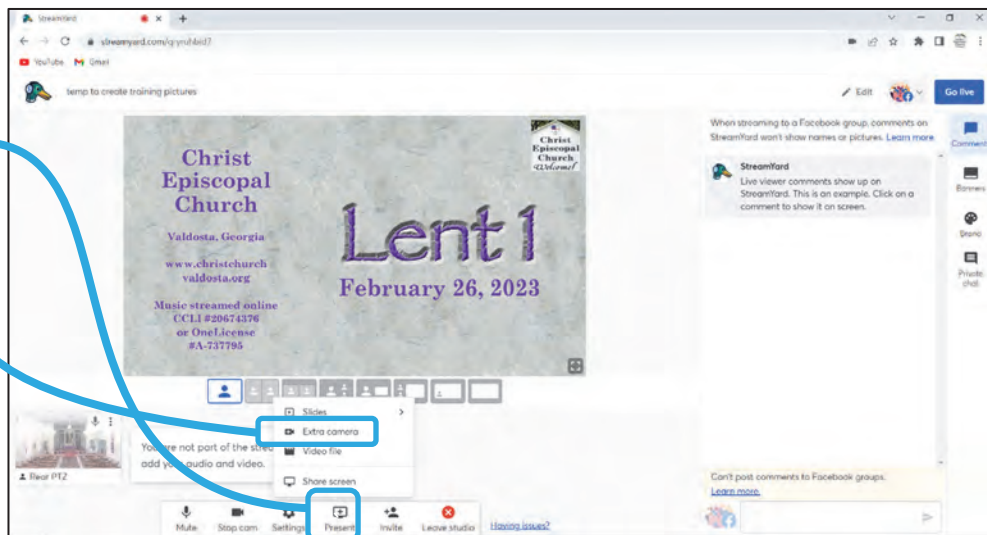 StreamYard
streamyard.com/
YouTube
Gmail
temp to create training pictures
Edit
Go live
Christ
Episcopal
Church
Valdosta, Georgia
www.christchurch
valdosta.org
Music streamed online
CCLI #20674376
or OneLicense
#A-737795
Christ
Episcopal
Church
Welcomes!
Lent 1
February 26, 2023
When streaming to a Facebook group, comments on
StreamYard won't show names or pictures. Learn more.
StreamYard
Live viewer comments show up on
StreamYard. This is an example. Click on a
comment to show it on screen.
Comment
Banners
Brand
Private
chat
Slides
Extra camera
Video file
Share screen
You are not part of the stre
add your audio and video.
Rear PTZ
Mute
Stop cam
Settings
Present
Invite
Leave studio
Having issues?
Can't post comments to Facebook groups.
Learn more.